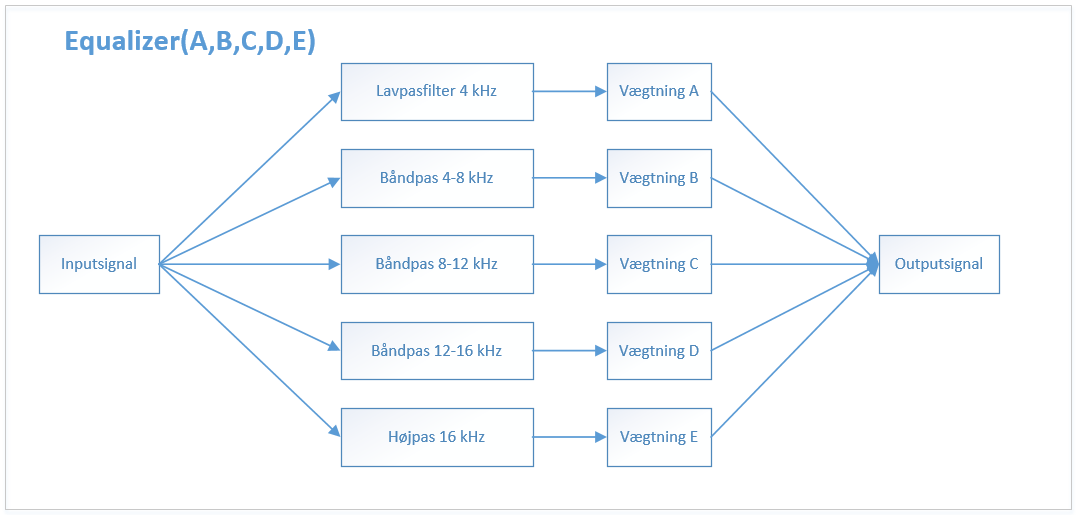 Equalizer(A,B,C,D,E)
Lavpasfilter 4 kHz
Vægtning A
Båndpas 4-8 kHz
Vægtning B
Inputsignal
Båndpas 8-12 kHz
Vægtning C
Outputsignal
Båndpas 12-16 kHz
Vægtning D
Højpas 16 kHz
Vægtning E